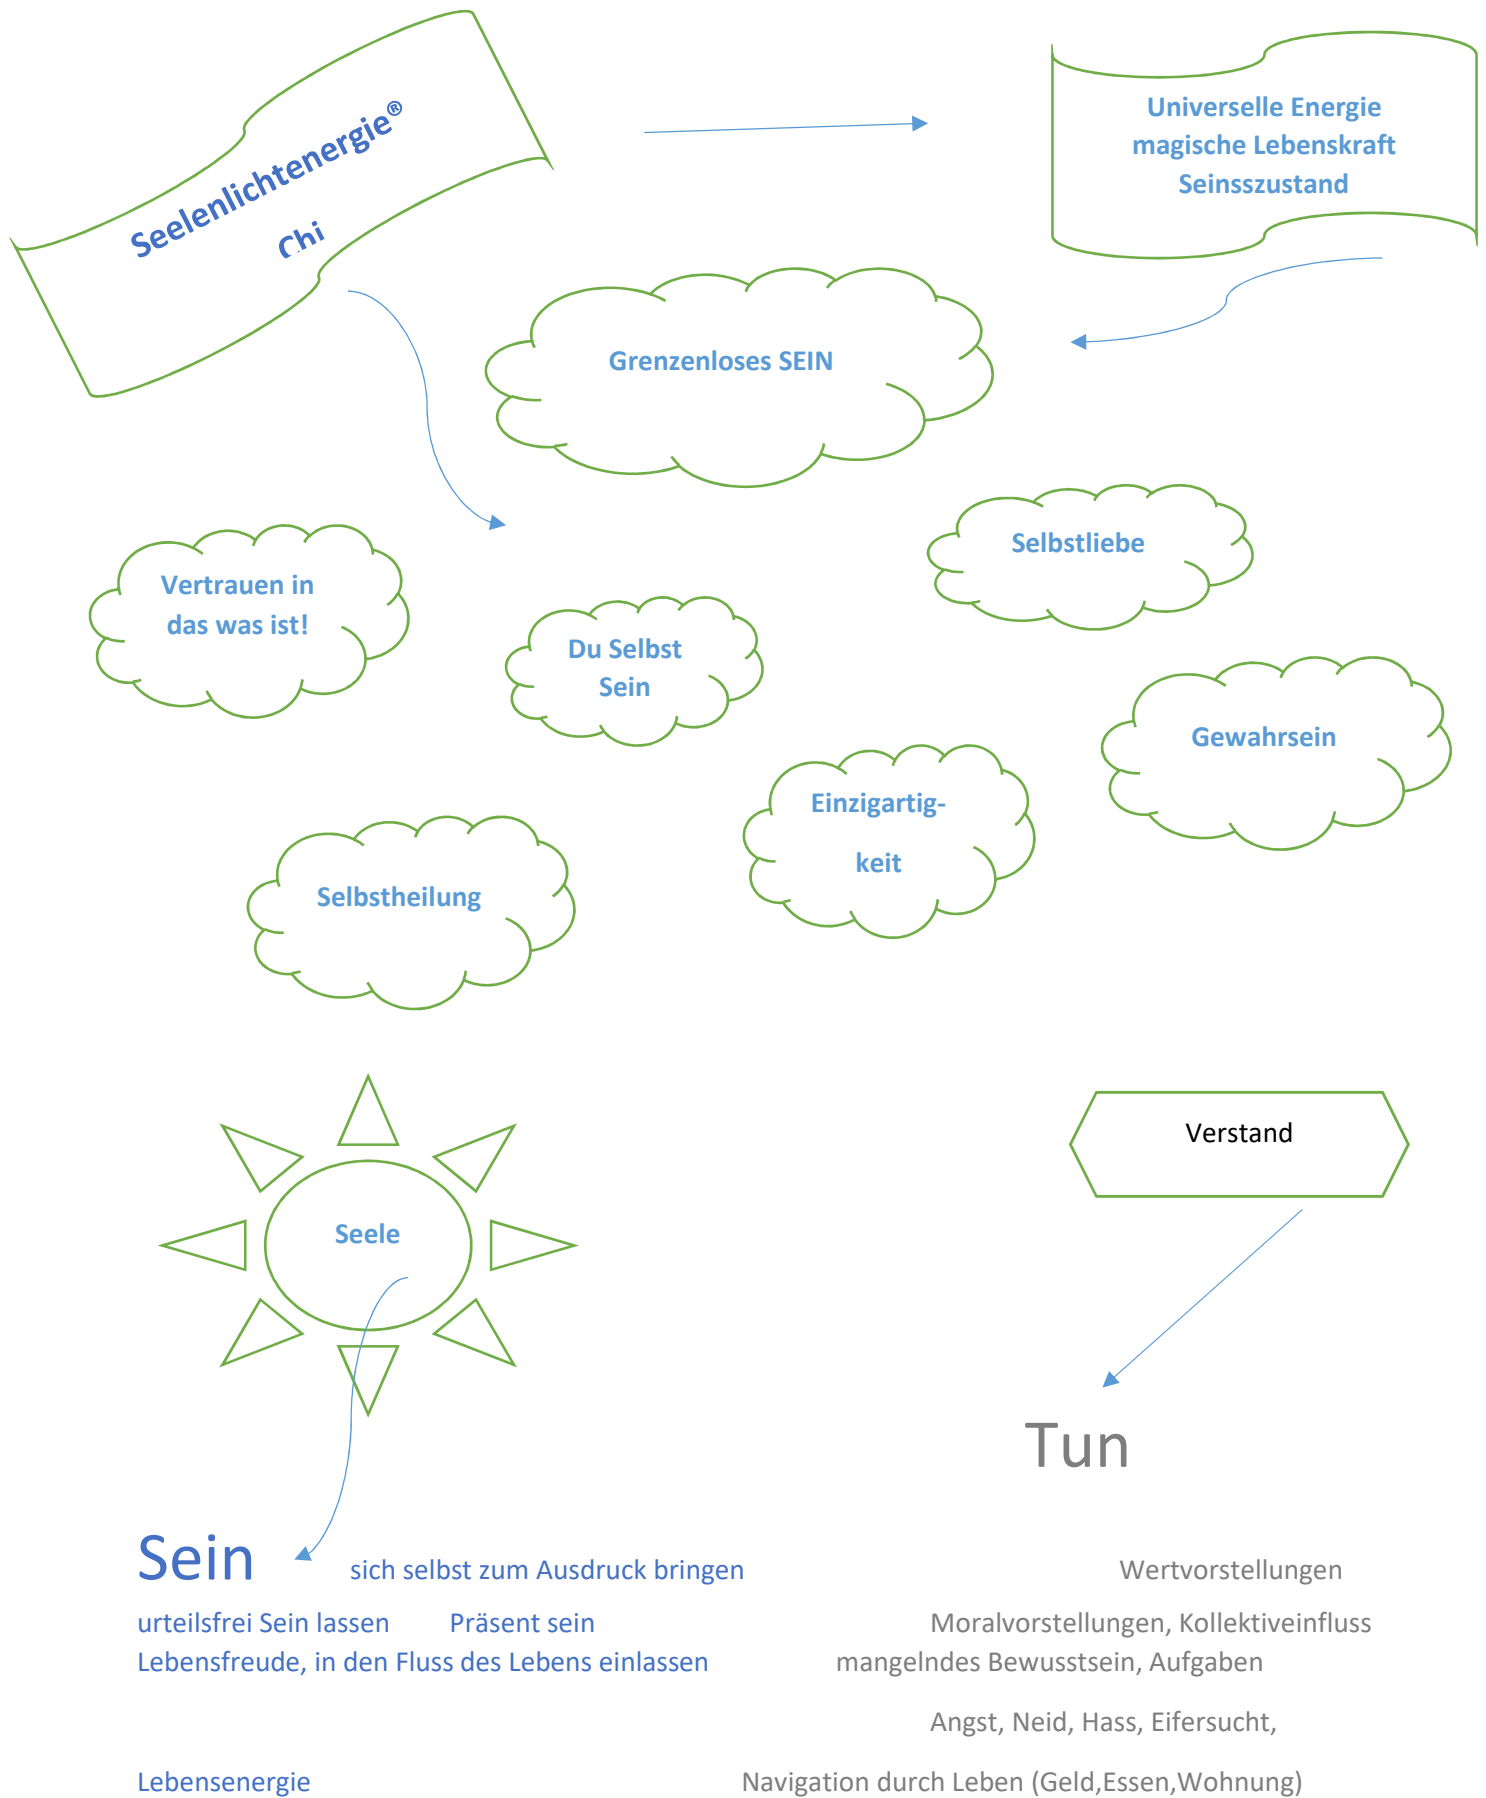 Seelenlichtenergie®
Chi
Universelle Energie
magische Lebenskraft
Seinsszustand
Grenzenloses SEIN
Selbstliebe
Vertrauen in
das was ist!
Du Selbst
Sein
Gewahrsein
Einzigartig-
keit
Selbstheilung
Verstand
Seele
Tun
Sein
sich selbst zum Ausdruck bringen
Wertvorstellungen
urteilsfrei Sein lassen Präsent sein
Moralvorstellungen, Kollektiveinfluss
Lebensfreude, in den Fluss des Lebens einlassen
mangelndes Bewusstsein, Aufgaben
Angst, Neid, Hass, Eifersucht,
Lebensenergie
Navigation durch Leben (Geld,Essen,Wohnung)